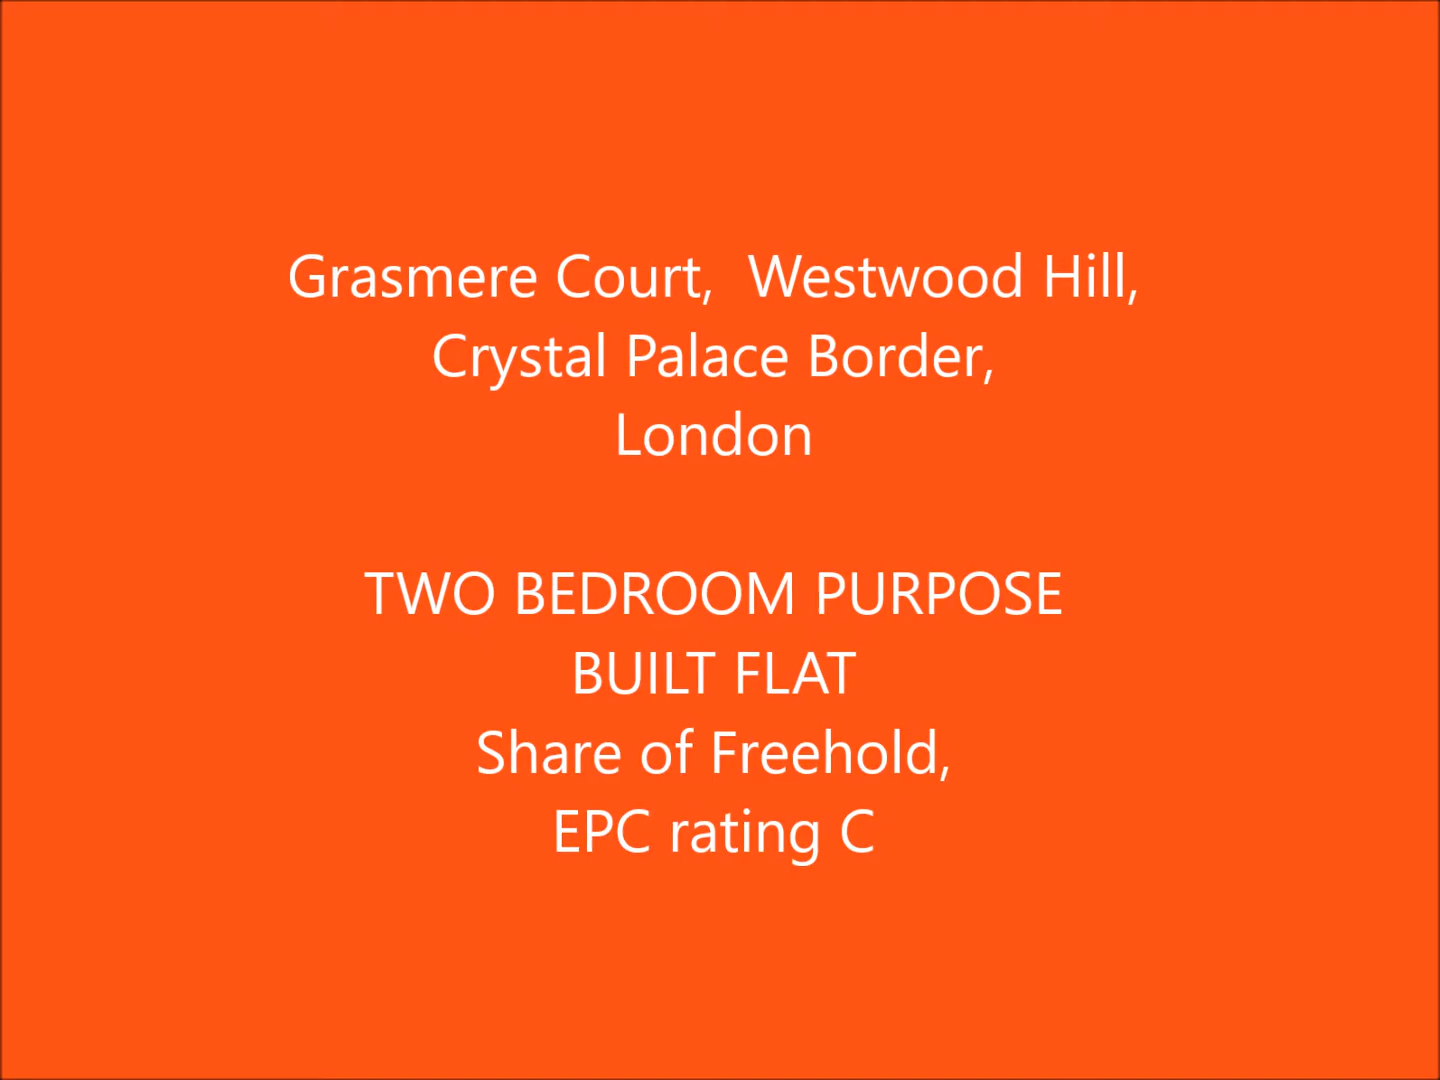 Grasmere Court,  Westwood Hill,
Crystal Palace Border,
London
TWO BEDROOM PURPOSE
BUILT FLAT
Share of Freehold,
EPC rating C